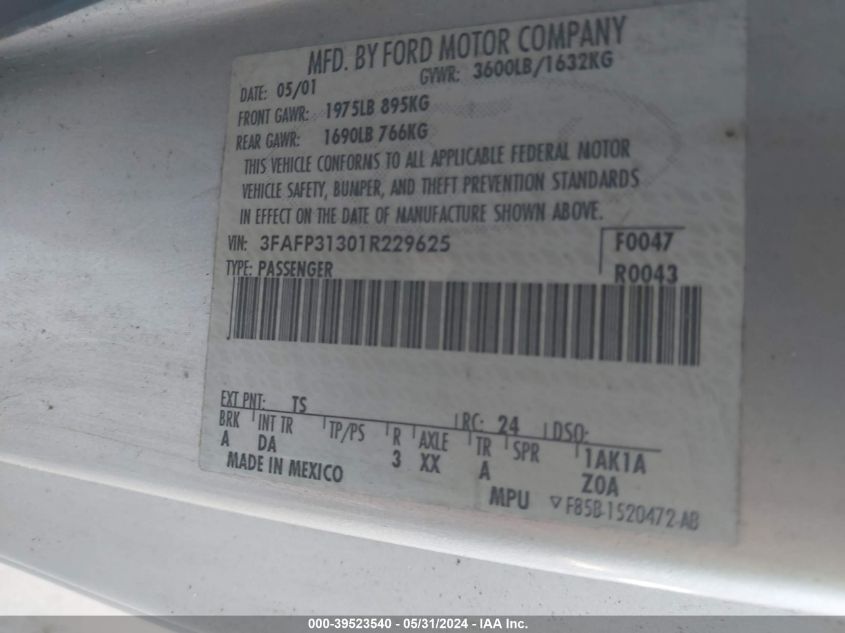 MFD. BY FORD MOTOR COMPANY
DATE: 05/01 GVWR: 3600LB/1632KG
FRONT GAWR: 1975LB 895KG
REAR GAWR: 1690LB 766KG
THIS VEHICLE CONFORMS TO ALL APPLICABLE FEDERAL MOTOR
VEHICLE SAFETY, BUMPER, AND THEFT PREVENTION STANDARDS
IN EFFECT ON THE DATE OF MANUFACTURE SHOWN ABOVE.
VIN: 3FAFP31301R229625 F0047
TYPE: PASSENGER R0043
EXT PNT: TS RC: 24 DSO:
BRK INT TR TP/PS R AXLE TR SPR 1AK1A
A DA 3 XX A Z0A
MADE IN MEXICO MPU ▽F85B-1520472-AB
000-39523540 - 05/31/2024 - IAA Inc.